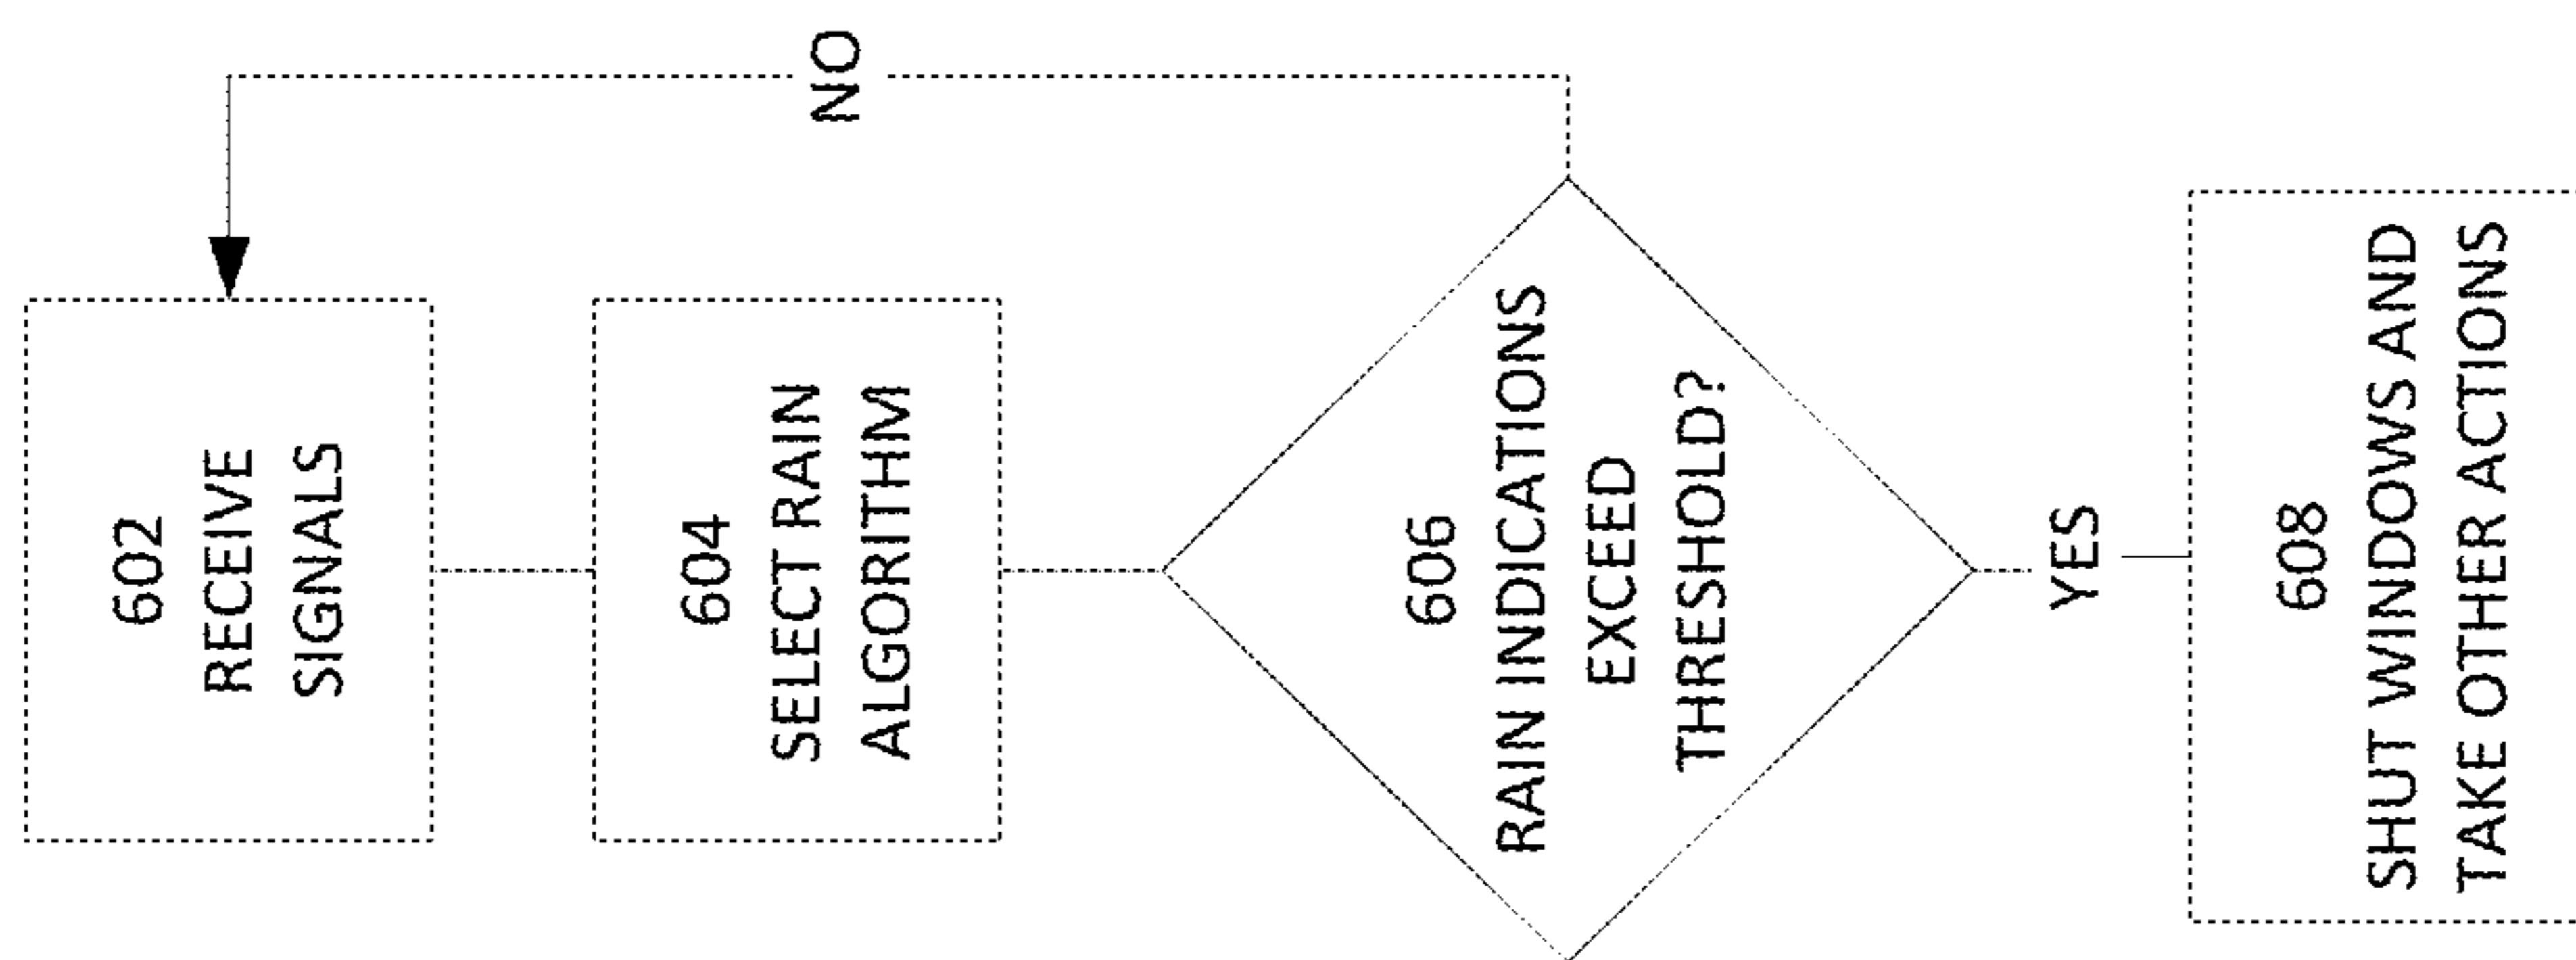 602
RECEIVE
SIGNALS
604
SELECT RAIN
ALGORITHM
606
RAIN INDICATIONS
EXCEED
THRESHOLD?
NO
YES
608
SHUT WINDOWS AND
TAKE OTHER ACTIONS